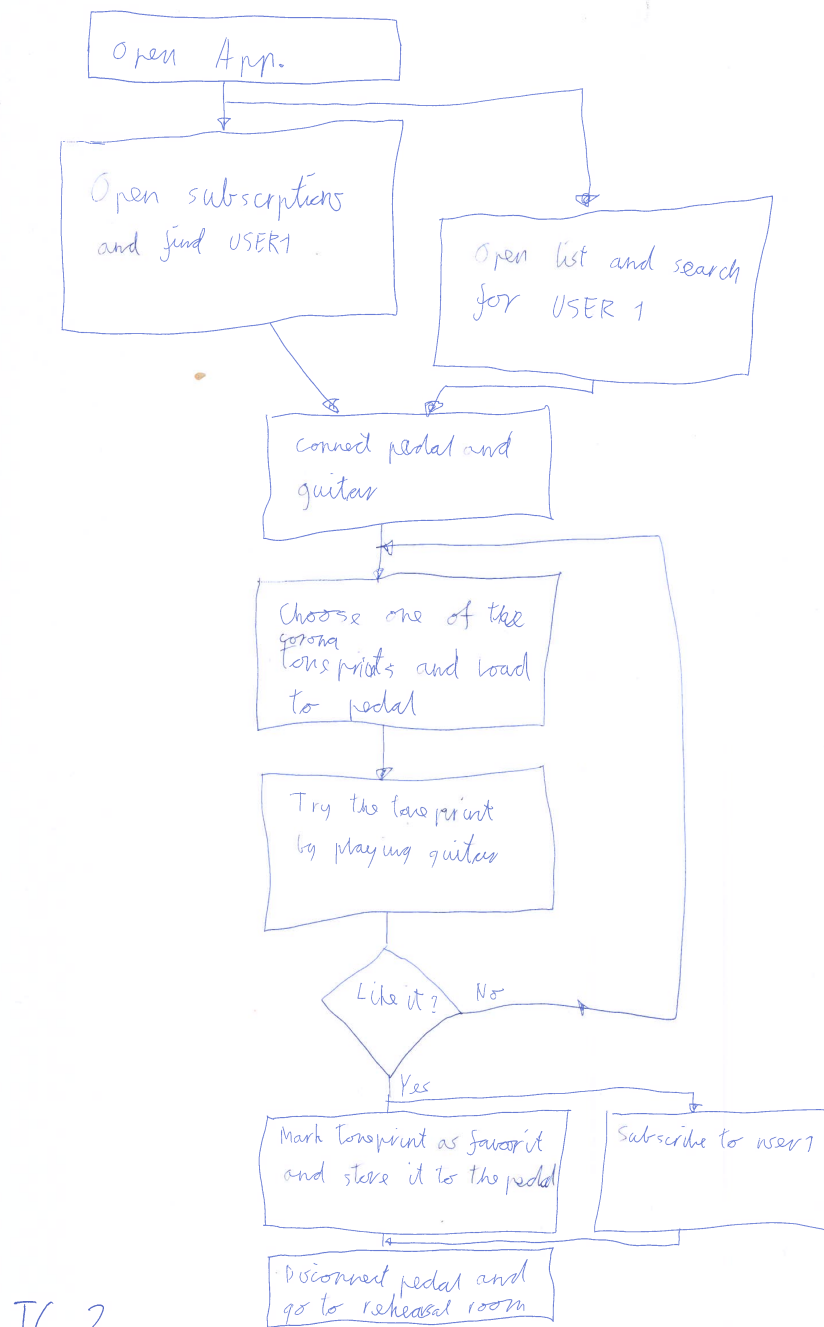 Open App.
Open subscrptions
and find USER1
Open list and search
for USER 1
Connect pedal and
guitar
Choose one of the
corona
toneprints and load
to pedal
Try the toneprint
by playing guitar
Like it?
No
Yes
Mark toneprint as favorit
and store it to the pedal
Subscribe to user1
Disconnect pedal and
go to rehearsal room